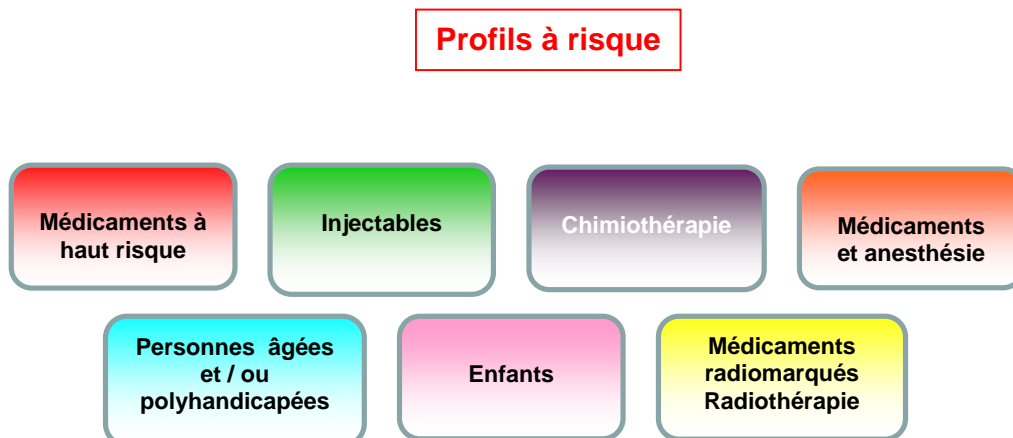 Profils à risque
Médicaments à
haut risque
Injectables
Chimiothérapie
Médicaments
et anesthésie
Personnes âgées
et / ou
polyhandicapées
Enfants
Médicaments
radiomarqués
Radiothérapie